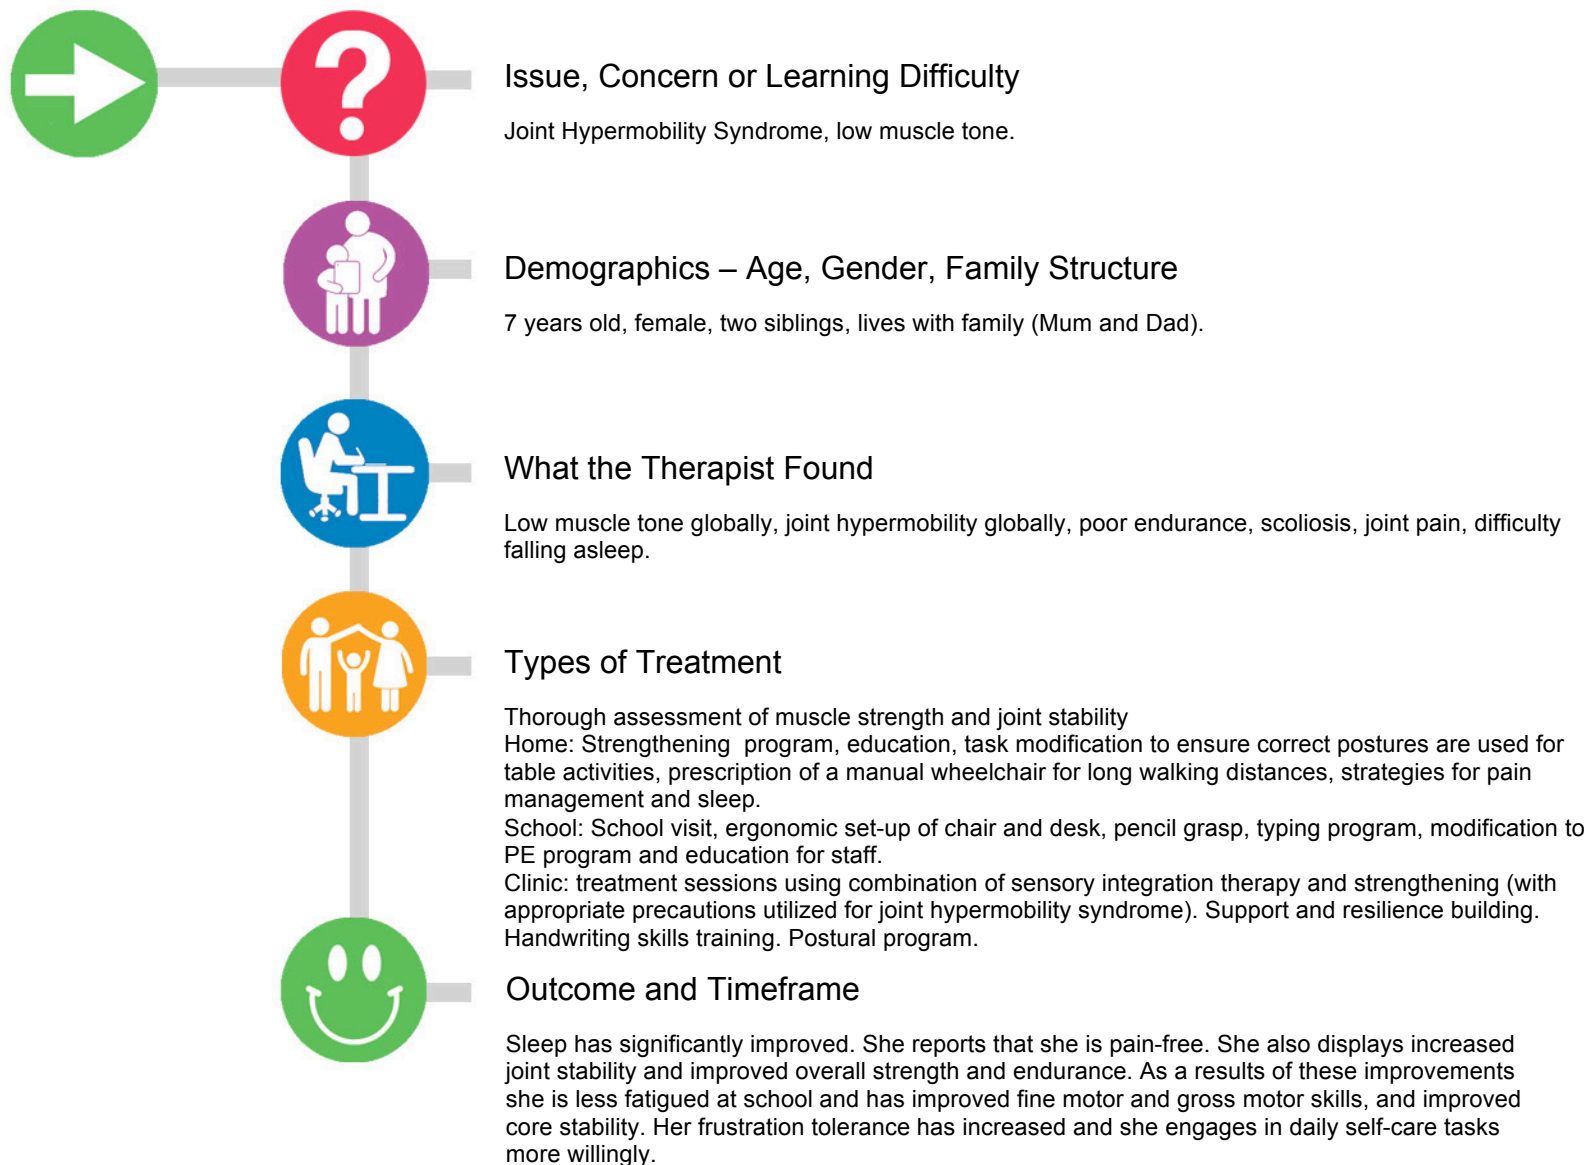 Issue, Concern or Learning Difficulty
Joint Hypermobility Syndrome, low muscle tone.
Demographics – Age, Gender, Family Structure
7 years old, female, two siblings, lives with family (Mum and Dad).
What the Therapist Found
Low muscle tone globally, joint hypermobility globally, poor endurance, scoliosis, joint pain, difficulty
falling asleep.
Types of Treatment
Thorough assessment of muscle strength and joint stability
Home: Strengthening  program, education, task modification to ensure correct postures are used for
table activities, prescription of a manual wheelchair for long walking distances, strategies for pain
management and sleep.
School: School visit, ergonomic set-up of chair and desk, pencil grasp, typing program, modification to
PE program and education for staff.
Clinic: treatment sessions using combination of sensory integration therapy and strengthening (with
appropriate precautions utilized for joint hypermobility syndrome). Support and resilience building.
Handwriting skills training. Postural program.
Outcome and Timeframe
Sleep has significantly improved. She reports that she is pain-free. She also displays increased
joint stability and improved overall strength and endurance. As a results of these improvements
she is less fatigued at school and has improved fine motor and gross motor skills, and improved
core stability. Her frustration tolerance has increased and she engages in daily self-care tasks
more willingly.